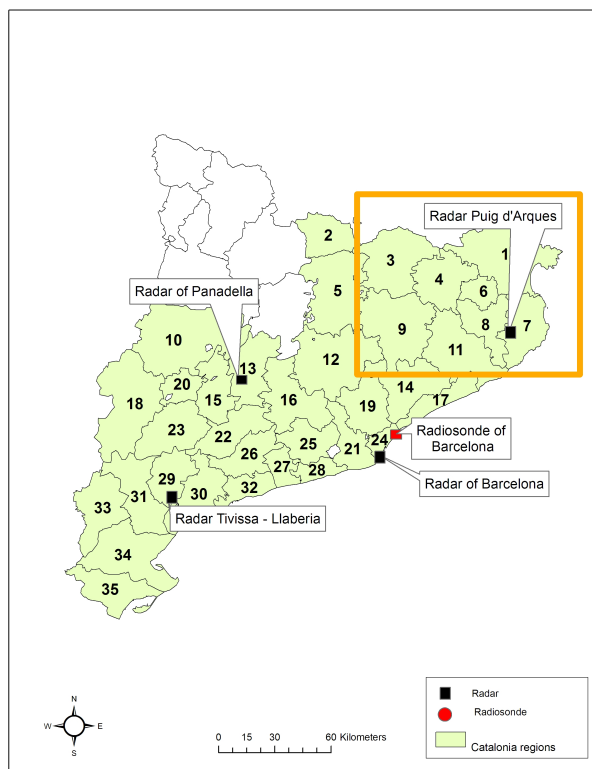 Radar Puig d'Arques
2
1
3
4
5
6
7
8
Radar of Panadella
9
10
11
12
13
14
20
15
16
17
18
19
23
22
24
Radiosonde of
Barcelona
25
21
26
27
28
Radar of Barcelona
29
30
32
31
33
Radar Tivissa - Llaberia
34
35
N
W
E
S
0 15 30 60 Kilometers
Radar
Radiosonde
Catalonia regions